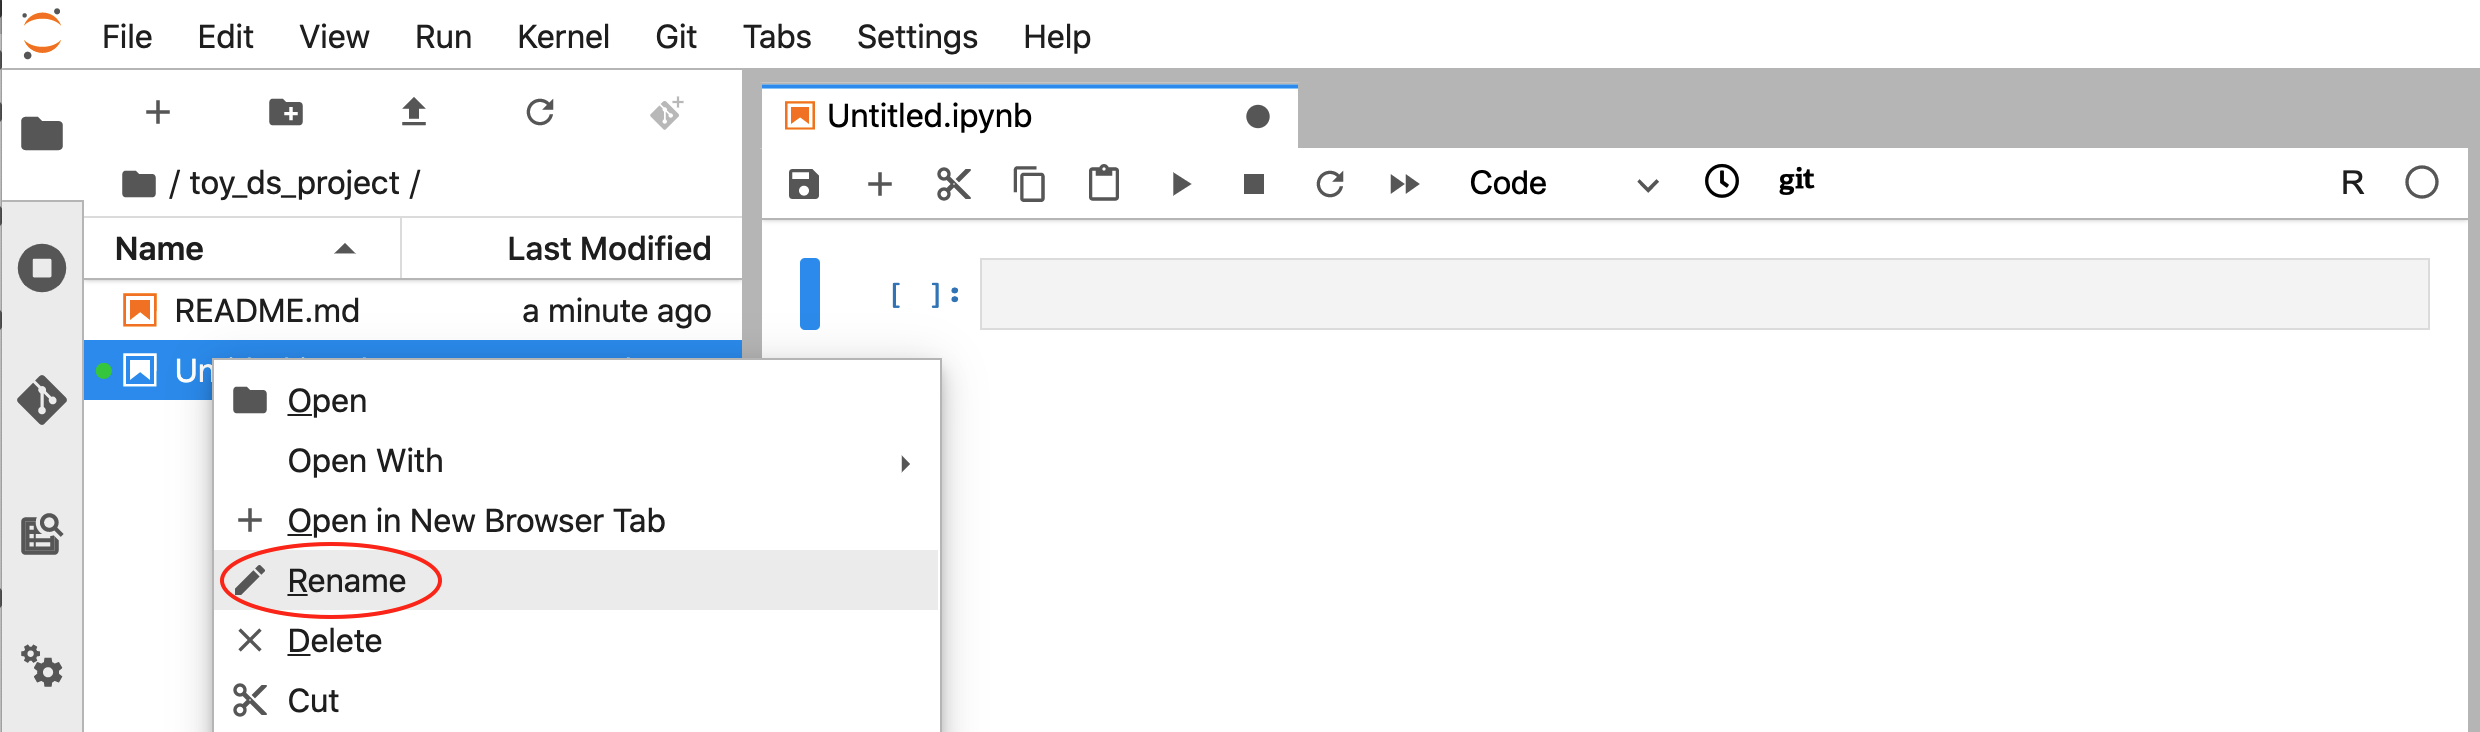 File Edit View Run Kernel Git Tabs Settings Help
Untitled.ipynb
/ toy_ds_project /
Code git R
Name Last Modified
[ ]:
README.md a minute ago
Un
Open
Open With
Open in New Browser Tab
Rename
Delete
Cut